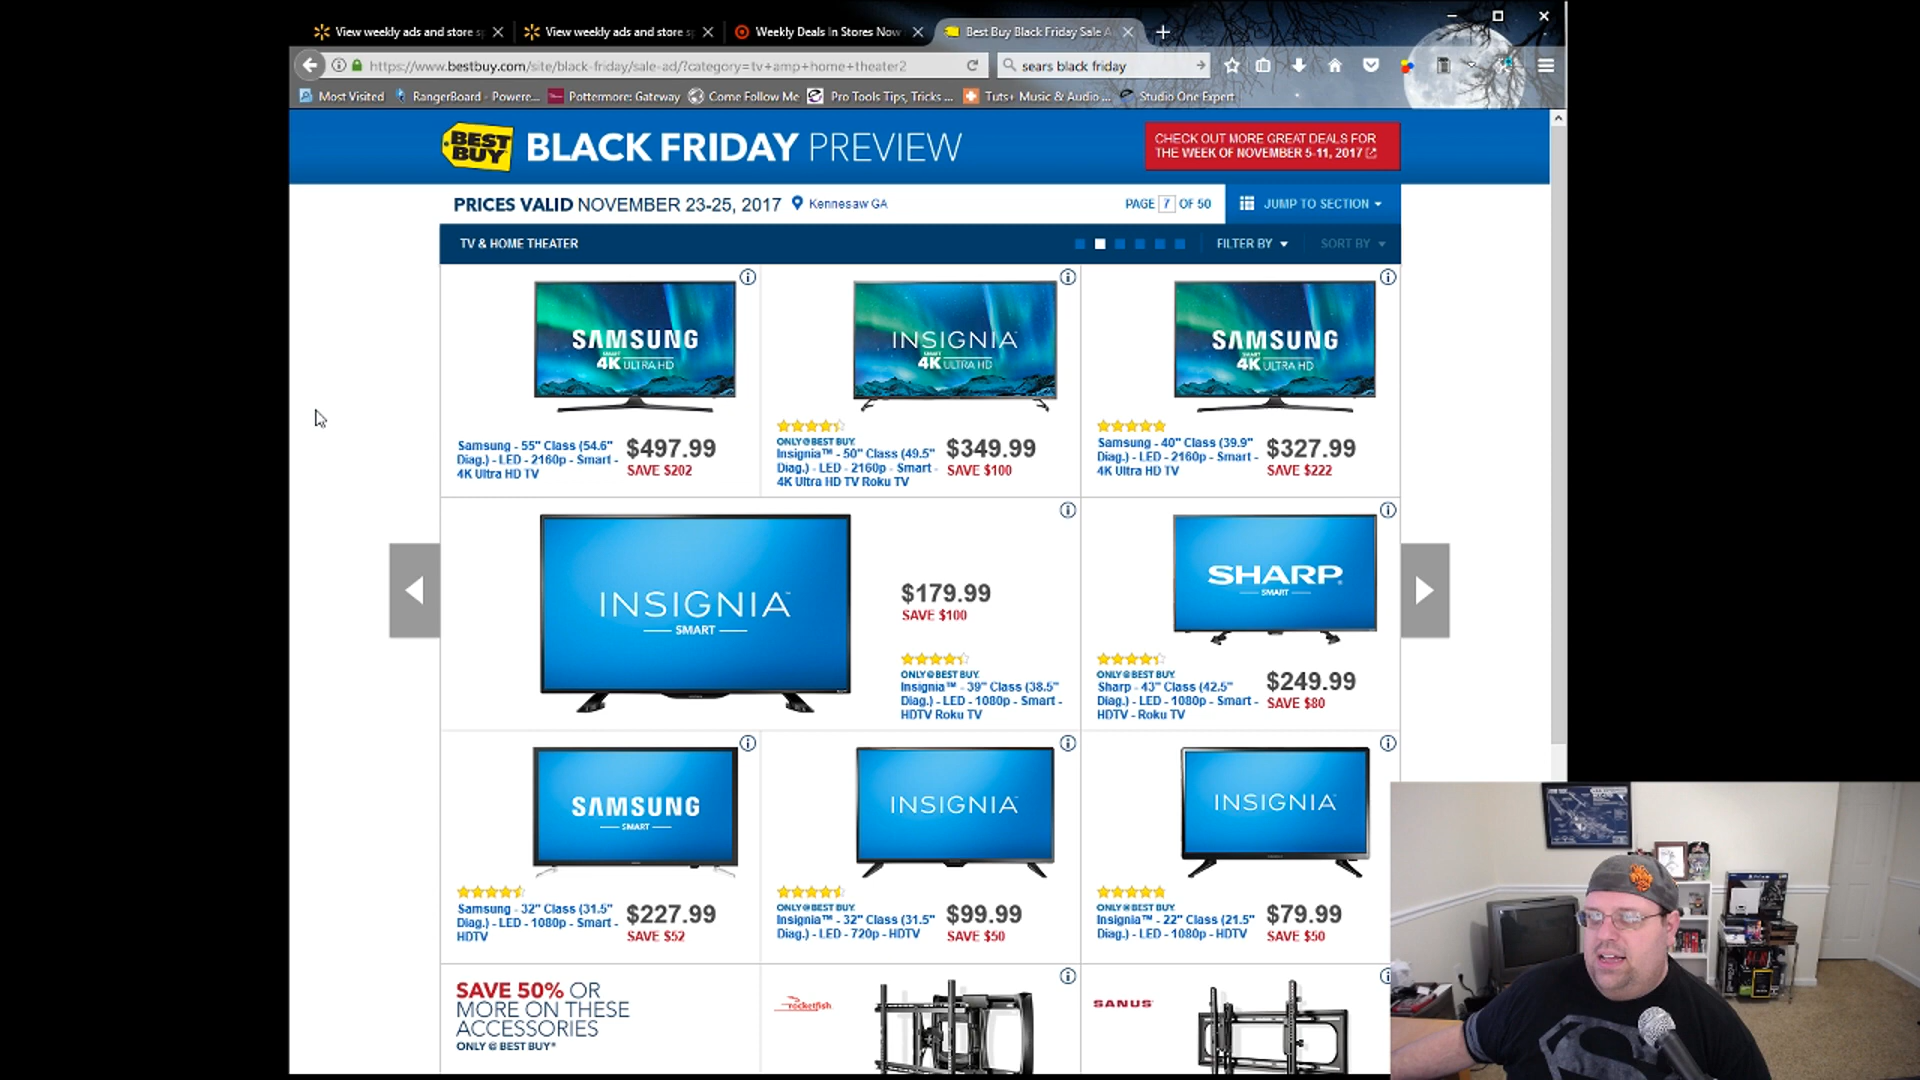 View weekly ads and store s
View weekly ads and store s
Weekly Deals In Stores Now
Best Buy Black Friday Sale A
https://www.bestbuy.com/site/black-friday/sale-ad/?category=tv+amp+home+theater2
sears black friday
Most Visited
RangerBoard - Powere...
Pottermore: Gateway
Come Follow Me
Pro Tools Tips, Tricks ...
Tuts+ Music & Audio ...
Studio One Expert
BEST BUY
BLACK FRIDAY PREVIEW
CHECK OUT MORE GREAT DEALS FOR
THE WEEK OF NOVEMBER 5-11, 2017
PRICES VALID NOVEMBER 23-25, 2017
Kennesaw GA
PAGE 7 OF 50
JUMP TO SECTION
TV & HOME THEATER
FILTER BY
SORT BY
SAMSUNG
SMART
4K ULTRA HD
Samsung - 55" Class (54.6"
Diag.) - LED - 2160p - Smart -
4K Ultra HD TV
$497.99
SAVE $202
INSIGNIA™
SMART
4K ULTRA HD
ONLY@BEST BUY.
Insignia™ - 50" Class (49.5"
Diag.) - LED - 2160p - Smart -
4K Ultra HD TV Roku TV
$349.99
SAVE $100
SAMSUNG
SMART
4K ULTRA HD
Samsung - 40" Class (39.9"
Diag.) - LED - 2160p - Smart -
4K Ultra HD TV
$327.99
SAVE $222
INSIGNIA™
SMART
$179.99
SAVE $100
ONLY@BEST BUY.
Insignia™ - 39" Class (38.5"
Diag.) - LED - 1080p - Smart -
HDTV Roku TV
SHARP
SMART
ONLY@BEST BUY.
Sharp - 43" Class (42.5"
Diag.) - LED - 1080p - Smart -
HDTV - Roku TV
$249.99
SAVE $80
SAMSUNG
SMART
Samsung - 32" Class (31.5"
Diag.) - LED - 1080p - Smart -
HDTV
$227.99
SAVE $52
INSIGNIA™
ONLY@BEST BUY.
Insignia™ - 32" Class (31.5"
Diag.) - LED - 720p - HDTV
$99.99
SAVE $50
INSIGNIA™
ONLY@BEST BUY.
Insignia™ - 22" Class (21.5"
Diag.) - LED - 1080p - HDTV
$79.99
SAVE $50
SAVE 50% OR
MORE ON THESE
ACCESSORIES
ONLY @ BEST BUY®
rocketfish
SANUS